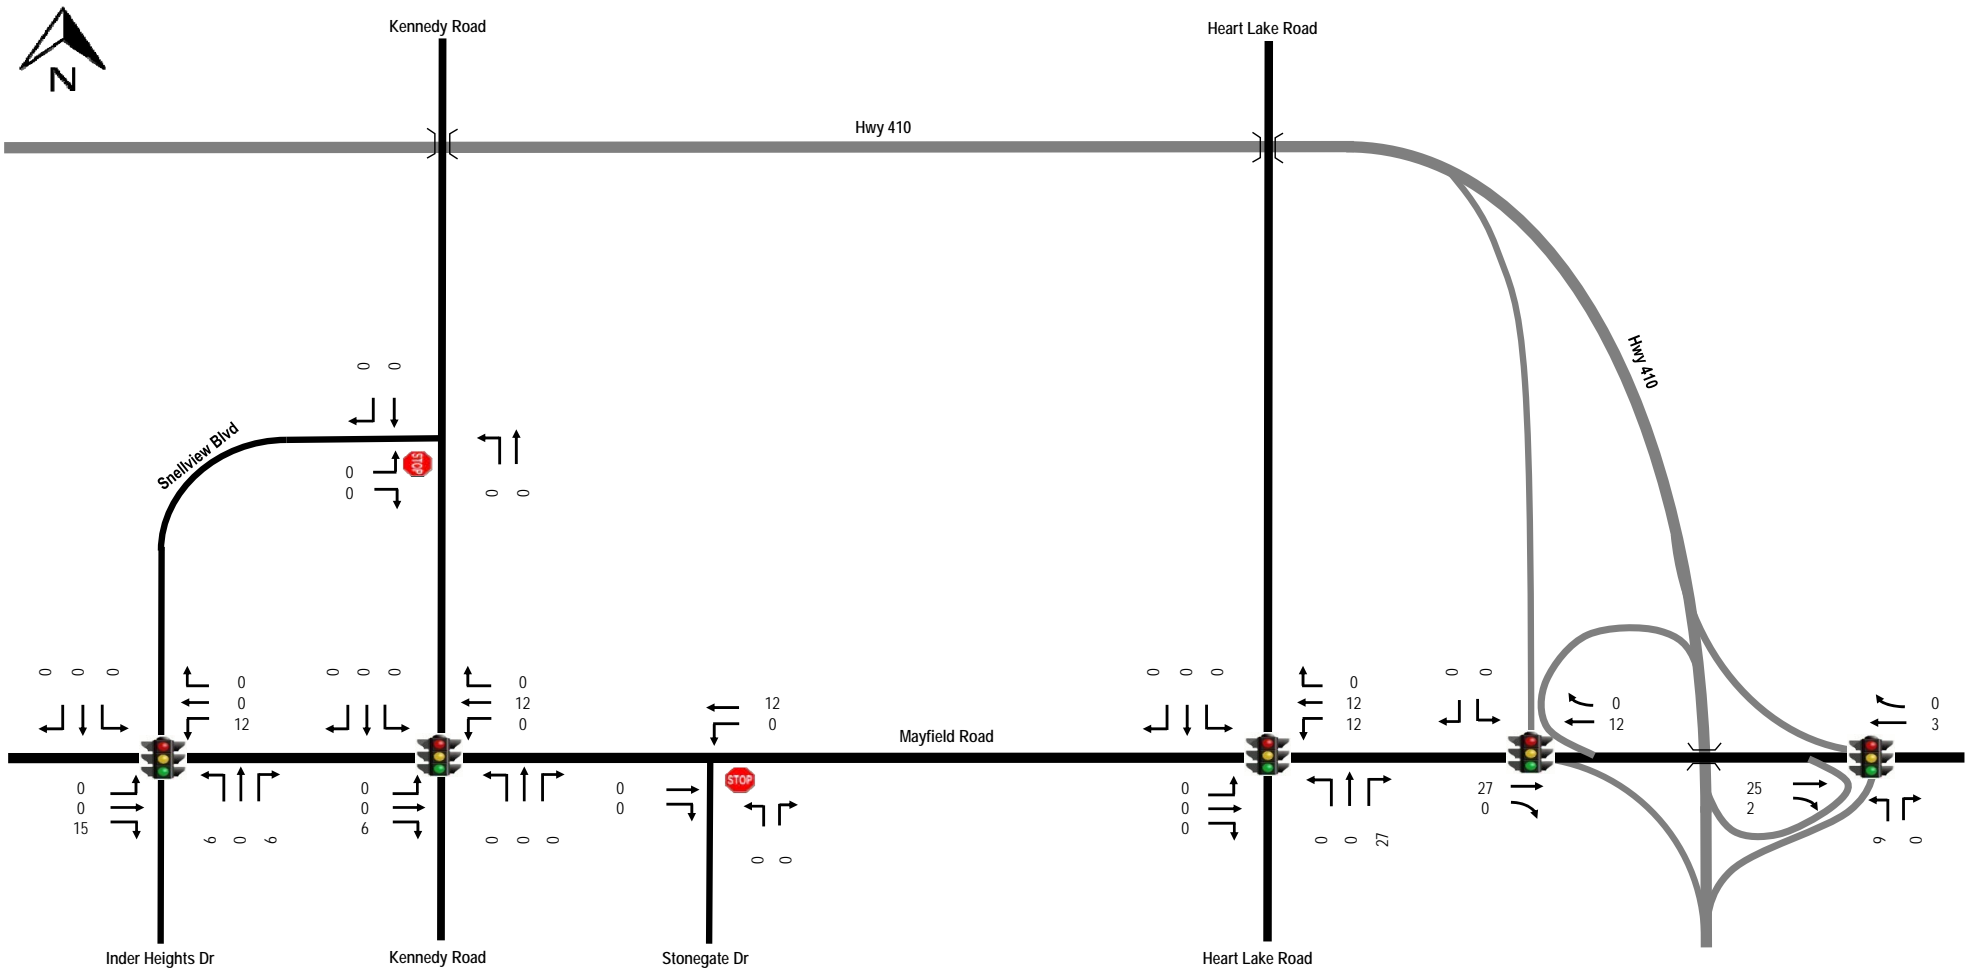 Kennedy Road
Heart Lake Road
N
Hwy 410
Hwy 410
0 0
Snellview Blvd
STOP
0
0
0 0
0 0 0
0
0
12
0 0 0
0
12
0
12
0
Mayfield Road
0 0 0
0
12
12
0 0
0
12
0
3
0
0
15
6 0 6
0
0
6
0 0 0
0
0
STOP
0 0
0
0
0
0 0 27
27
0
25
2
9 0
Inder Heights Dr
Kennedy Road
Stonegate Dr
Heart Lake Road